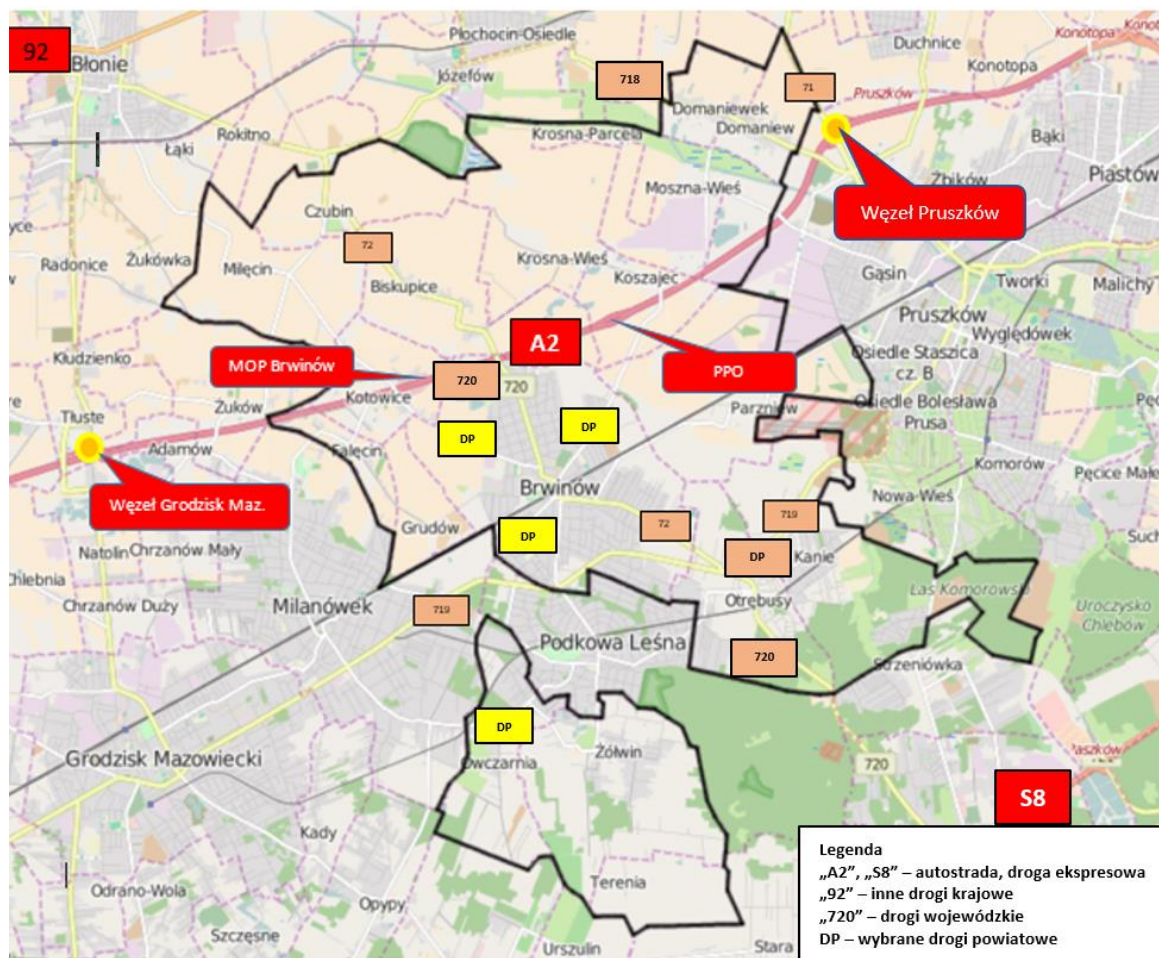 92
Błonie
Płochocin-Osiedle
Józefów
718
71
Duchnice
Konotopa
Konotopa
Pruszków
Rokitno
Łąki
Krosna-Parcela
Domaniewek
Domaniew
Bąki
Piastów
Żbików
Moszna-Wieś
Węzeł Pruszków
Czubin
72
Radonice
Żukówka
Milęcin
Biskupice
Krosna-Wieś
Koszajec
Gąsin
Tworki
Malichy
Pruszków
Wyględówek
A2
Kłudzienko
MOP Brwinów
720
720
PPO
Osiedle Staszica
cz. B
Tłuste
Żuków
Kotowice
Parzniew
Osiedle Bolesława
Prusa
Adamów
Falęcin
DP
DP
Komorów
Pęcice Małe
Węzeł Grodzisk Maz.
Brwinów
Nowa-Wieś
Natolin
Chrzanów Mały
Grudów
DP
72
719
DP
Kanie
Chrzanów Duży
Milanówek
719
Otrębusy
Las Komorowski
Uroczysko
Chlebów
Podkowa Leśna
720
Strzeniówka
DP
Owczarnia
Żółwin
Grodzisk Mazowiecki
720
S8
Kady
Terenia
Odrano-Wola
Opypy
Szczęsne
Urszulin
Stara
Legenda
„A2”, „S8” – autostrada, droga ekspresowa
„92” – inne drogi krajowe
„720” – drogi wojewódzkie
DP – wybrane drogi powiatowe